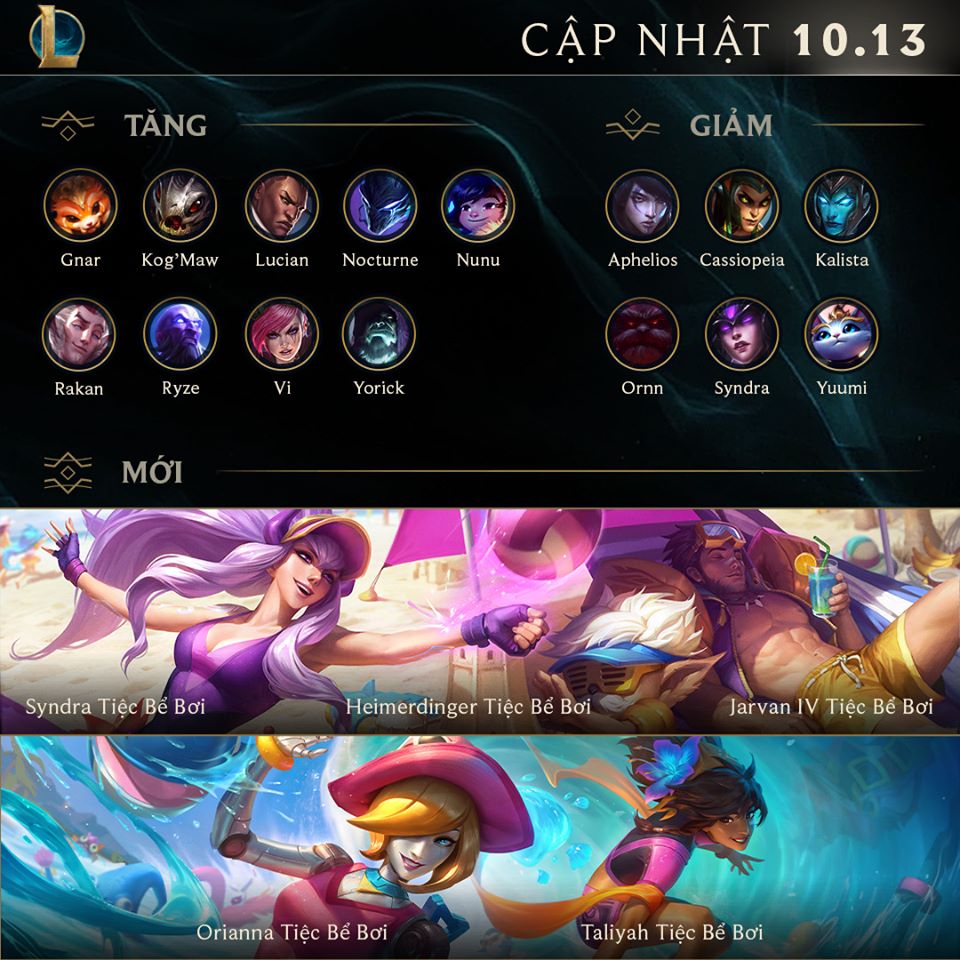 CẬP NHẬT 10.13
TĂNG
Gnar Kog'Maw Lucian Nocturne Nunu
Rakan Ryze Vi Yorick
GIẢM
Aphelios Cassiopeia Kalista
Ornn Syndra Yuumi
MỚI
Syndra Tiệc Bể Bơi Heimerdinger Tiệc Bể Bơi Jarvan IV Tiệc Bể Bơi
Orianna Tiệc Bể Bơi Taliyah Tiệc Bể Bơi